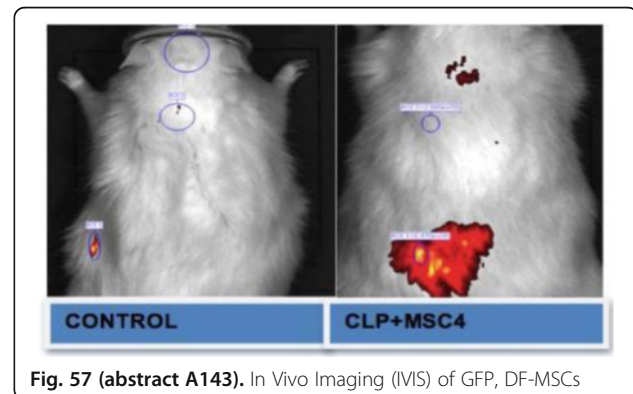 CONTROL
CLP+MSC4
Fig. 57 (abstract A143). In Vivo Imaging (IVIS) of GFP, DF-MSCs